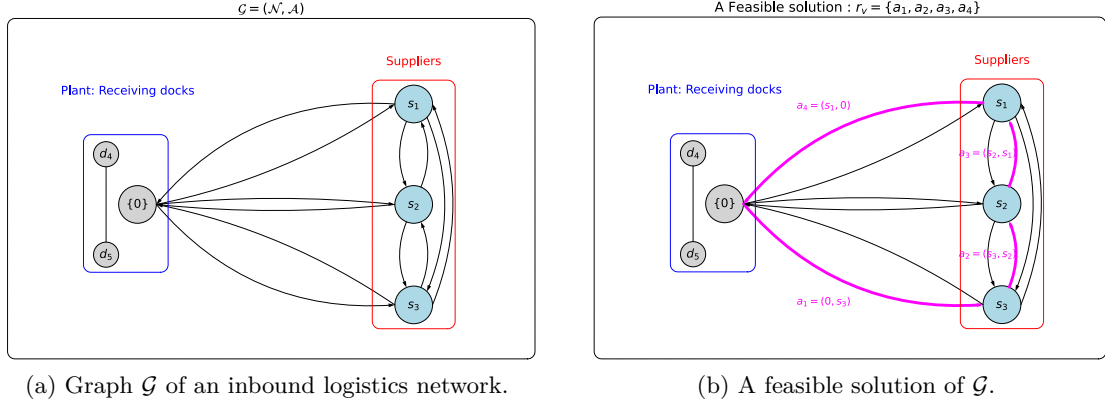 𝒢 = (𝒩, 𝒜)
Suppliers
Plant: Receiving docks
s₁
d₄
{0}
s₂
d₅
s₃
(a) Graph 𝒢 of an inbound logistics network.
A Feasible solution : rᵥ = {a₁, a₂, a₃, a₄}
Suppliers
Plant: Receiving docks
a₄ = (s₁, 0)
s₁
d₄
a₃ = (s₂, s₁)
{0}
s₂
d₅
a₂ = (s₃, s₂)
a₁ = (0, s₃)
s₃
(b) A feasible solution of 𝒢.